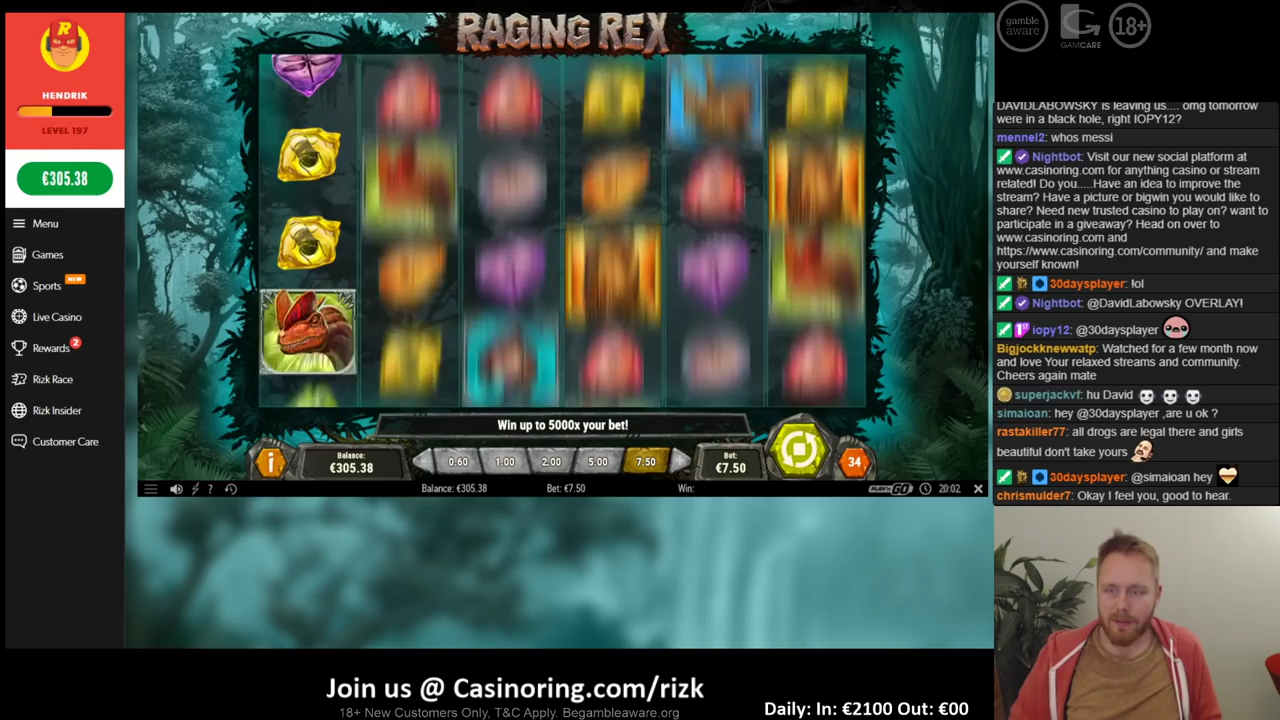 R
HENDRIK
LEVEL 197
€305.38
Menu
Games
Sports NEW
Live Casino
Rewards 2
Rizk Race
Rizk Insider
Customer Care
RAGING REX
Win up to 5000x your bet!
i
Balance:
€305.38
0.60 1.00 2.00 5.00 7.50
Bet:
€7.50
34
? Balance: €305.38 Bet: €7.50 Win: PLAY'nGO 20:02
gamble
aware
GAMCARE
18+
DAVIDLABOWSKY is leaving us.... omg tomorrow
were in a black hole, right IOPY12?
mennel2: whos messi
Nightbot: Visit our new social platform at
www.casinoring.com for anything casino or stream
related! Do you.....Have an idea to improve the
stream? Have a picture or bigwin you would like to
share? Need new trusted casino to play on? want to
participate in a giveaway? Head on over to
www.casinoring.com and
https://www.casinoring.com/community/ and make
yourself known!
30daysplayer: !ol
Nightbot: @DavidLabowsky OVERLAY!
1ST iopy12: @30daysplayer
Bigjockknewwatp: Watched for a few month now
and love Your relaxed streams and community.
Cheers again mate
superjackvf: hu David
simaioan: hey @30daysplayer ,are u ok ?
rastakiller77: all drogs are legal there and girls
beautiful don't take yours
30daysplayer: @simaioan hey
chrismulder7: Okay I feel you, good to hear.
Join us @ Casinoring.com/rizk
18+ New Customers Only, T&C Apply. Begambleaware.org
Daily: In: €2100 Out: €00